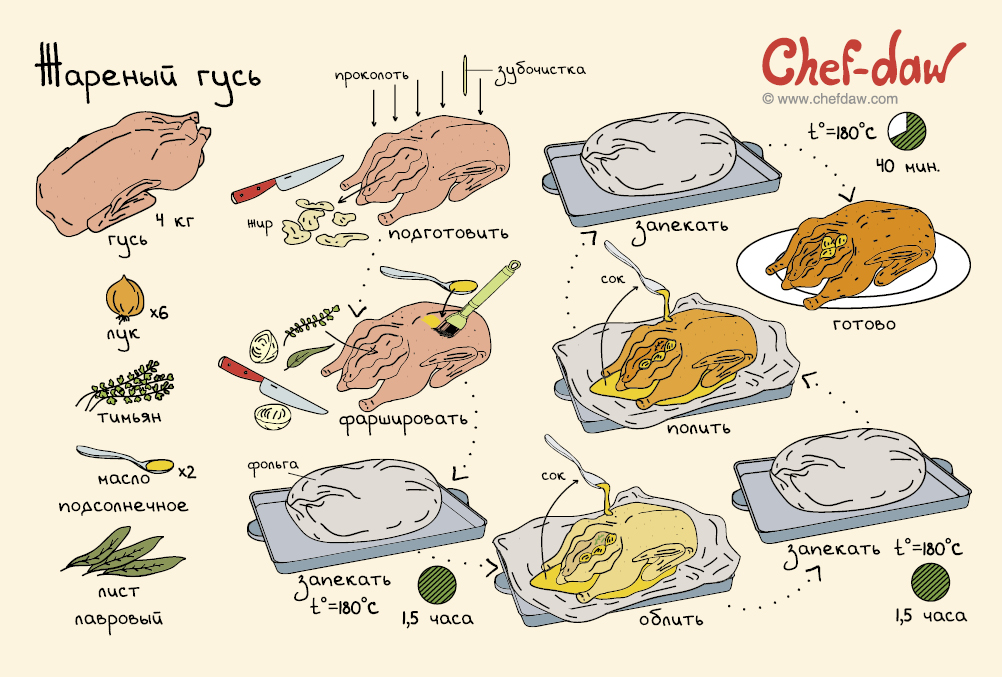 Жареный гусь
Chef-daw
© www.chefdaw.com
4 кг
гусь
x6
лук
тимьян
x2
масло
подсолнечное
лист
лавровый
проколоть
зубочистка
жир
подготовить
фаршировать
фольга
запекать
t°=180°C
1,5 часа
сок
облить
запекать t°=180°C
1,5 часа
сок
полить
запекать
t°=180°C
40 мин.
готово